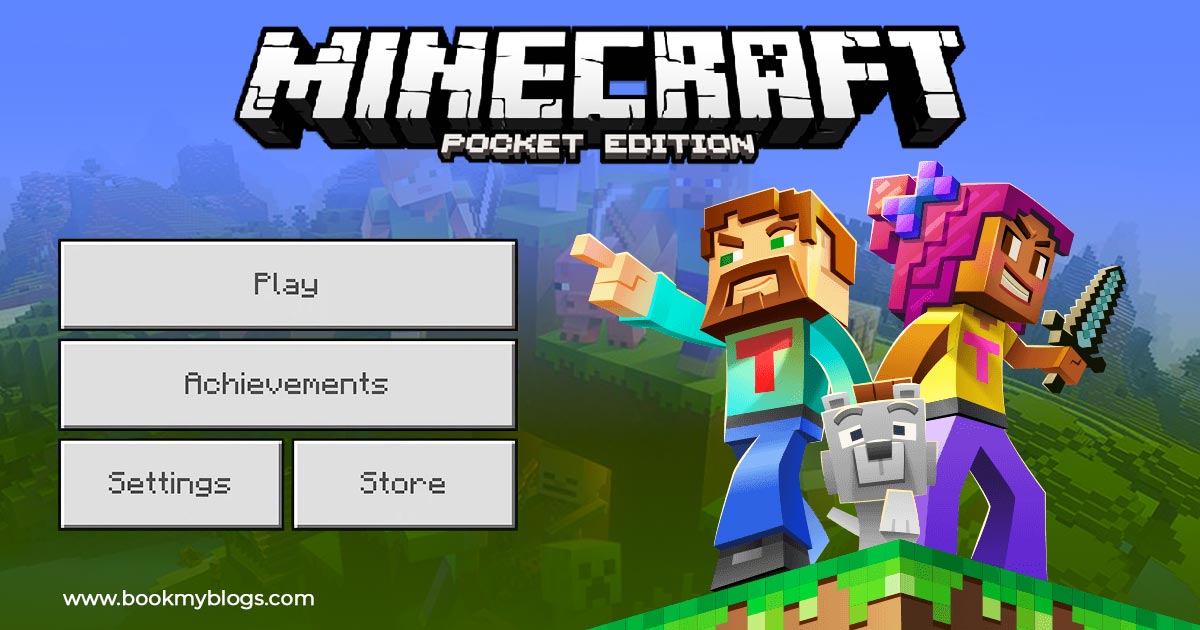 MINECRAFT
POCKET EDITION
Play
Achievements
Settings
Store
T
T
www.bookmyblogs.com